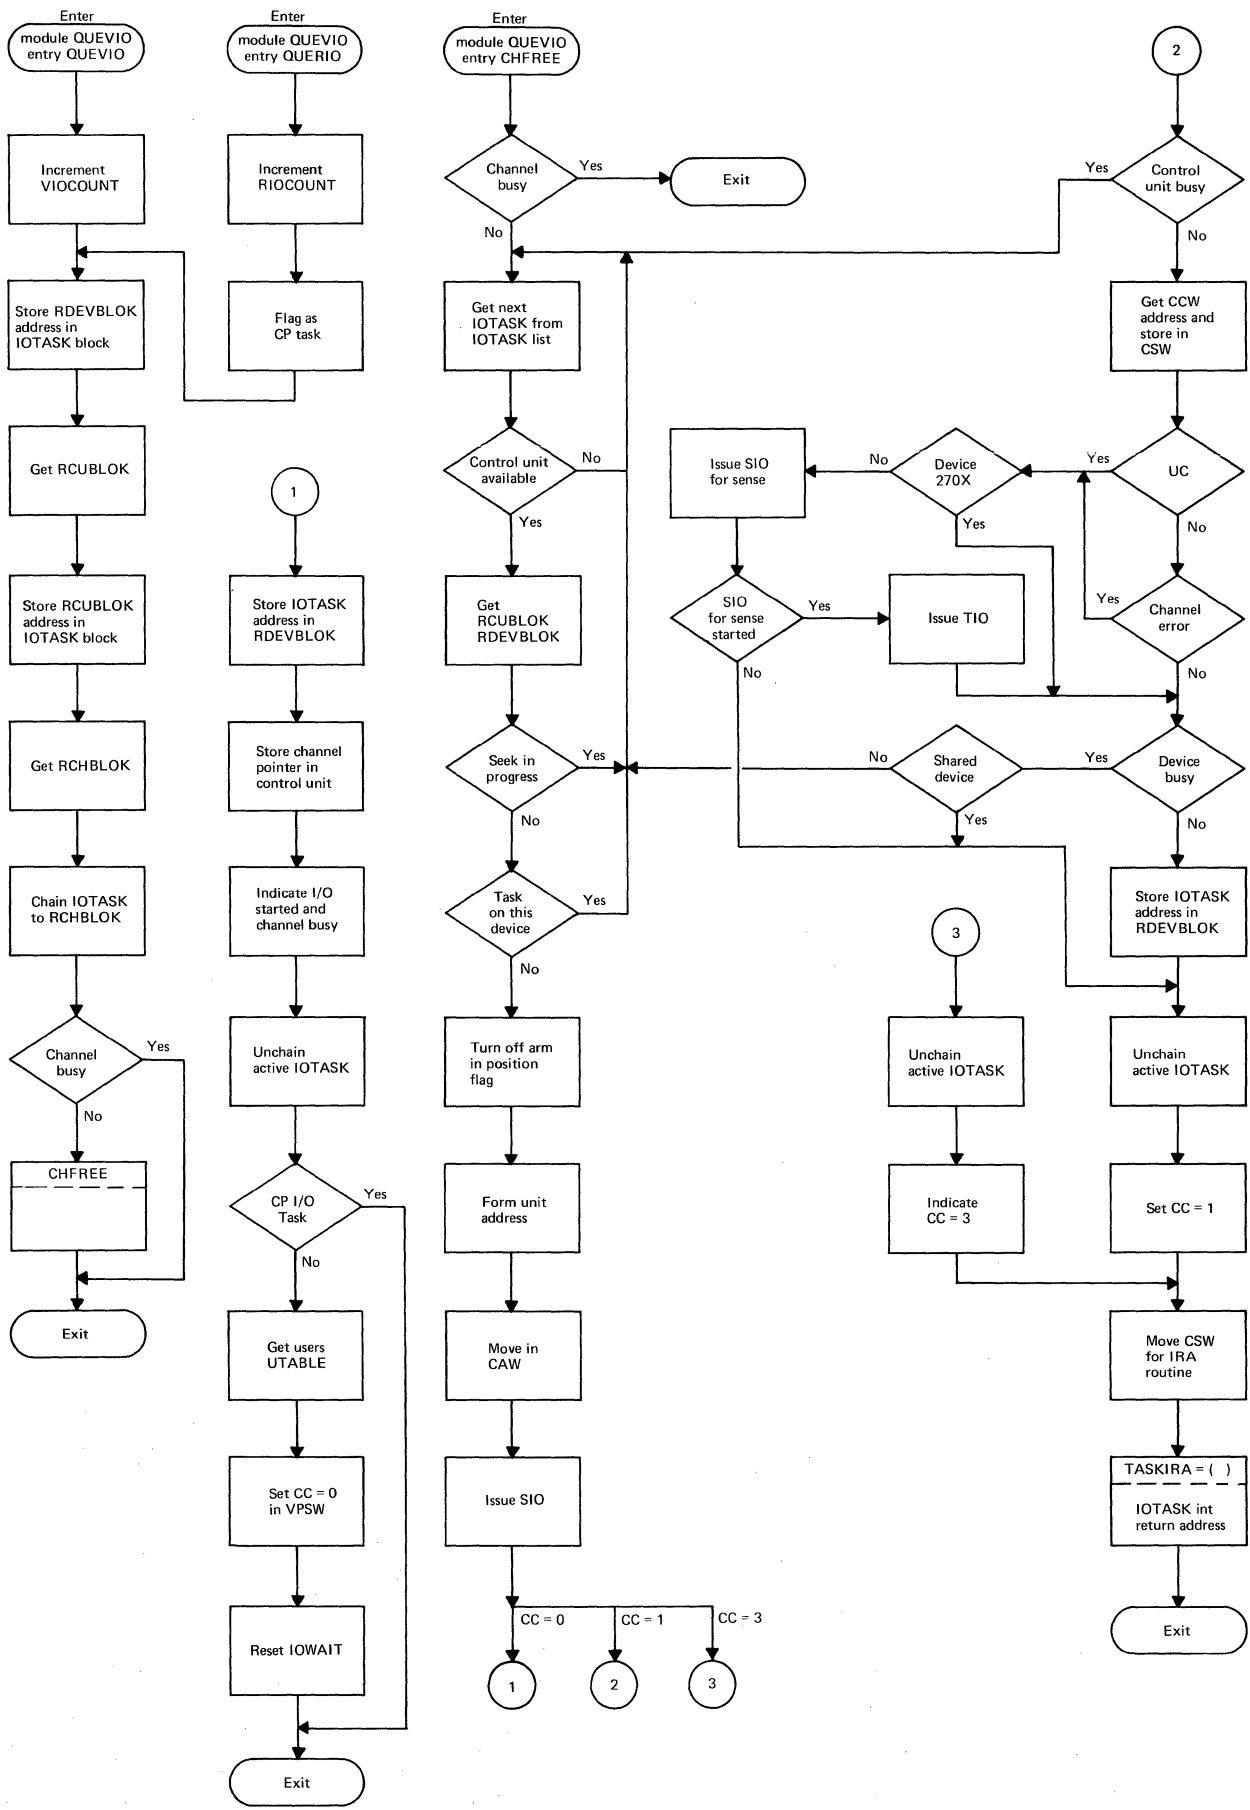 Enter
module QUEVIO
entry QUEVIO
Increment
VIOCOUNT
Store RDEVBLOK
address in
IOTASK block
Get RCUBLOK
Store RCUBLOK
address in
IOTASK block
Get RCHBLOK
Chain IOTASK
to RCHBLOK
Channel
busy
Yes
No
CHFREE
Exit
Enter
module QUEVIO
entry QUERIO
Increment
RIOCOUNT
Flag as
CP task
1
Store IOTASK
address in
RDEVBLOK
Store channel
pointer in
control unit
Indicate I/O
started and
channel busy
Unchain
active IOTASK
CP I/O
Task
Yes
No
Get users
UTABLE
Set CC = 0
in VPSW
Reset IOWAIT
Exit
Enter
module QUEVIO
entry CHFREE
Channel
busy
Yes
Exit
No
Get next
IOTASK from
IOTASK list
Control unit
available
No
Yes
Get
RCUBLOK
RDEVBLOK
Seek in
progress
Yes
No
Task
on this
device
Yes
No
Turn off arm
in position
flag
Form unit
address
Move in
CAW
Issue SIO
CC = 0
CC = 1
CC = 3
1
2
3
2
Control
unit busy
Yes
No
Get CCW
address and
store in
CSW
UC
Yes
No
Device
270X
No
Yes
Issue SIO
for sense
SIO
for sense
started
Yes
No
Issue TIO
Channel
error
Yes
No
Device
busy
Yes
No
Shared
device
No
Yes
Store IOTASK
address in
RDEVBLOK
Unchain
active IOTASK
Set CC = 1
3
Unchain
active IOTASK
Indicate
CC = 3
Move CSW
for IRA
routine
TASKIRA = ( )
IOTASK int
return address
Exit